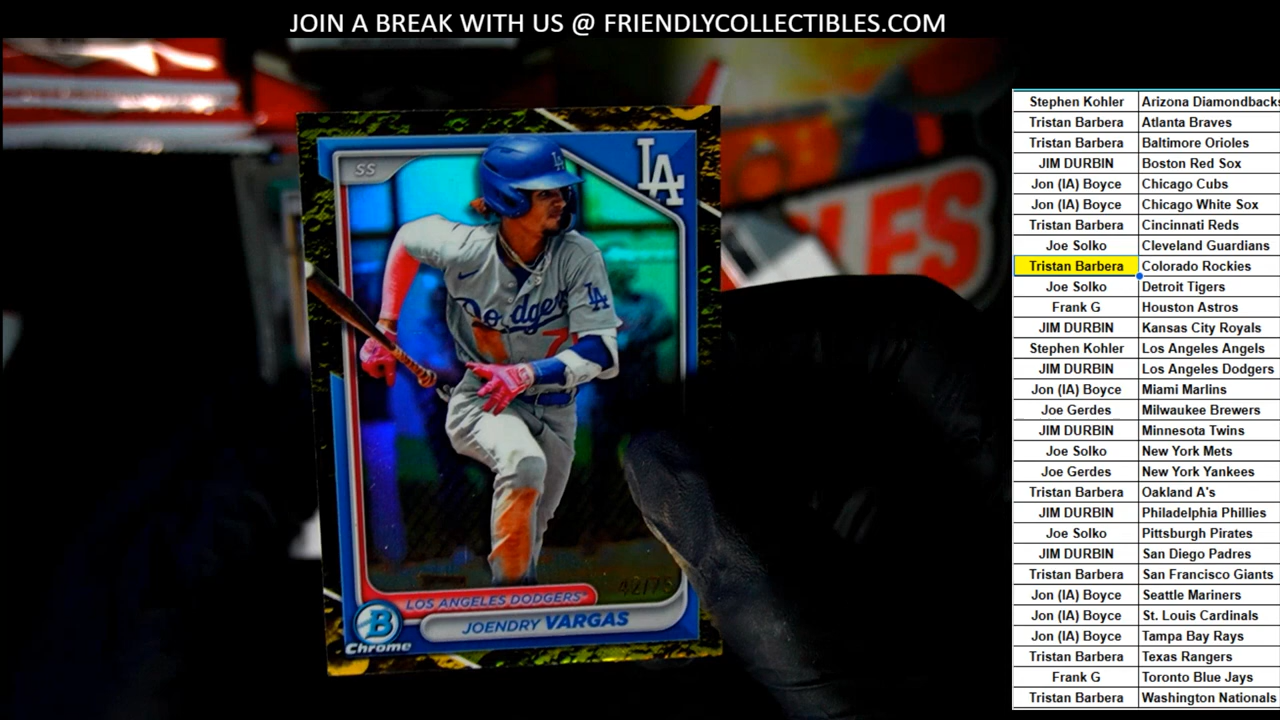 JOIN A BREAK WITH US @ FRIENDLYCOLLECTIBLES.COM
SS
LA
LA
Dodgers
7
LOS ANGELES DODGERS
JOENDRY VARGAS
B
Chrome
LES
Stephen Kohler Arizona Diamondbacks
Tristan Barbera Atlanta Braves
Tristan Barbera Baltimore Orioles
JIM DURBIN Boston Red Sox
Jon (IA) Boyce Chicago Cubs
Jon (IA) Boyce Chicago White Sox
Tristan Barbera Cincinnati Reds
Joe Solko Cleveland Guardians
Tristan Barbera Colorado Rockies
Joe Solko Detroit Tigers
Frank G Houston Astros
JIM DURBIN Kansas City Royals
Stephen Kohler Los Angeles Angels
JIM DURBIN Los Angeles Dodgers
Jon (IA) Boyce Miami Marlins
Joe Gerdes Milwaukee Brewers
JIM DURBIN Minnesota Twins
Joe Solko New York Mets
Joe Gerdes New York Yankees
Tristan Barbera Oakland A's
JIM DURBIN Philadelphia Phillies
Joe Solko Pittsburgh Pirates
JIM DURBIN San Diego Padres
Tristan Barbera San Francisco Giants
Jon (IA) Boyce Seattle Mariners
Jon (IA) Boyce St. Louis Cardinals
Jon (IA) Boyce Tampa Bay Rays
Tristan Barbera Texas Rangers
Frank G Toronto Blue Jays
Tristan Barbera Washington Nationals